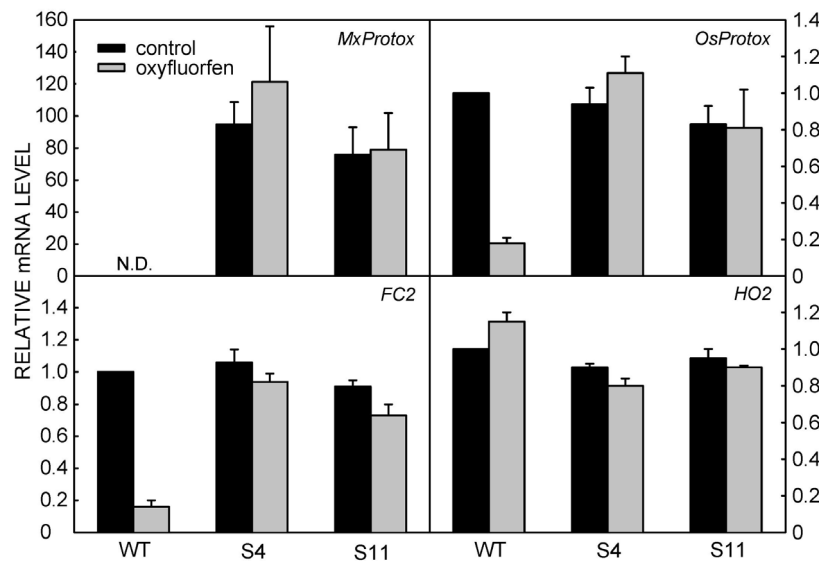 RELATIVE mRNA LEVEL
MxProtox
control
oxyfluorfen
160
140
120
100
80
60
40
20
0
N.D.
OsProtox
1.4
1.2
1.0
0.8
0.6
0.4
0.2
0
FC2
1.4
1.2
1.0
0.8
0.6
0.4
0.2
0
WT
S4
S11
HO2
1.2
1.0
0.8
0.6
0.4
0.2
0
WT
S4
S11